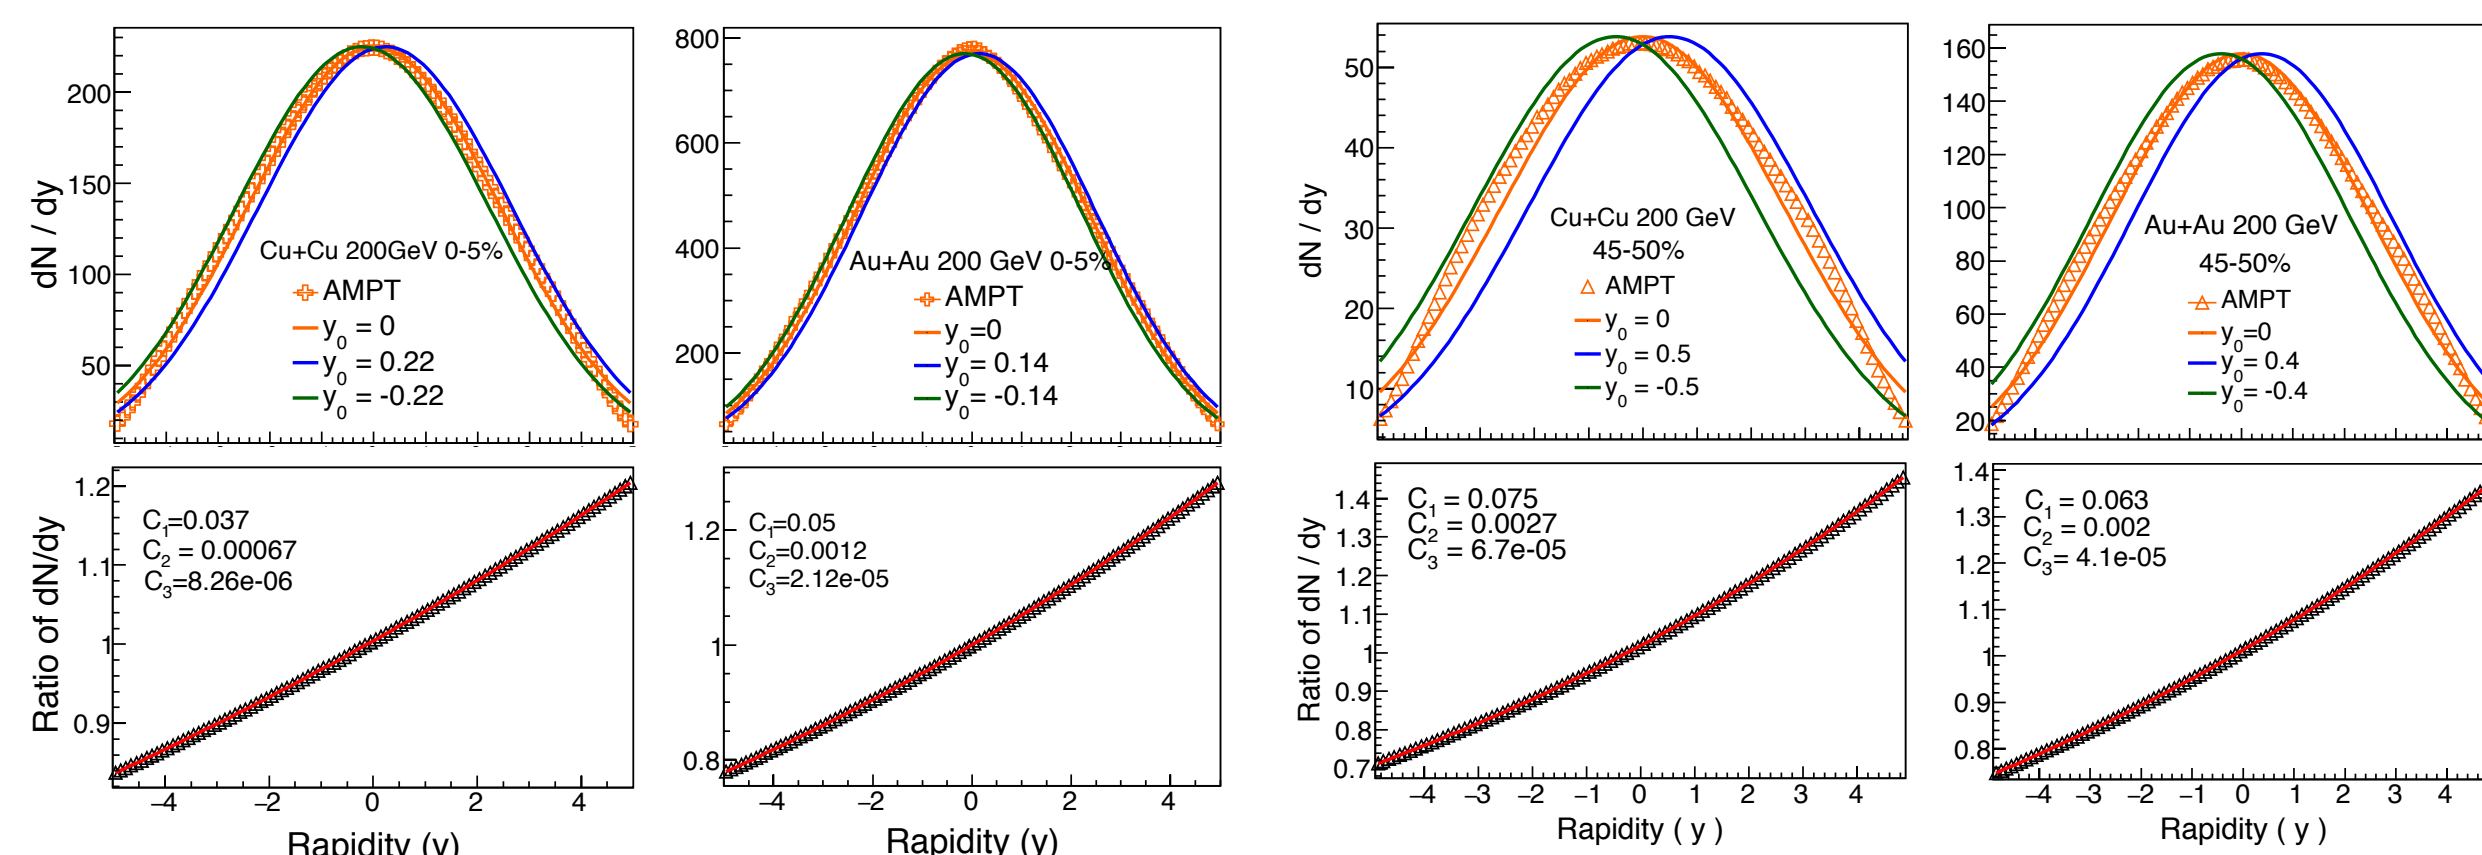 dN / dy
200
150
100
50
Cu+Cu 200GeV 0-5%
AMPT
y0 = 0
y0 = 0.22
y0 = -0.22
800
600
400
200
Au+Au 200 GeV 0-5%
AMPT
y0=0
y0= 0.14
y0= -0.14
dN / dy
50
40
30
20
10
Cu+Cu 200 GeV
45-50%
AMPT
y0 = 0
y0 = 0.5
y0 = -0.5
160
140
120
100
80
60
40
20
Au+Au 200 GeV
45-50%
AMPT
y0=0
y0= 0.4
y0= -0.4
Ratio of dN/dy
1.2
1.1
1
0.9
C1=0.037
C2 = 0.00067
C3=8.26e-06
−4 −2 0 2 4
Rapidity (y)
1.2
1
0.8
C1=0.05
C2=0.0012
C3=2.12e-05
−4 −2 0 2 4
Rapidity (y)
Ratio of dN / dy
1.4
1.3
1.2
1.1
1
0.9
0.8
0.7
C1 = 0.075
C2 = 0.0027
C3 = 6.7e-05
−4 −3 −2 −1 0 1 2 3 4
Rapidity ( y )
1.4
1.3
1.2
1.1
1
0.9
0.8
C1 = 0.063
C2 = 0.002
C3= 4.1e-05
−4 −3 −2 −1 0 1 2 3 4
Rapidity ( y )